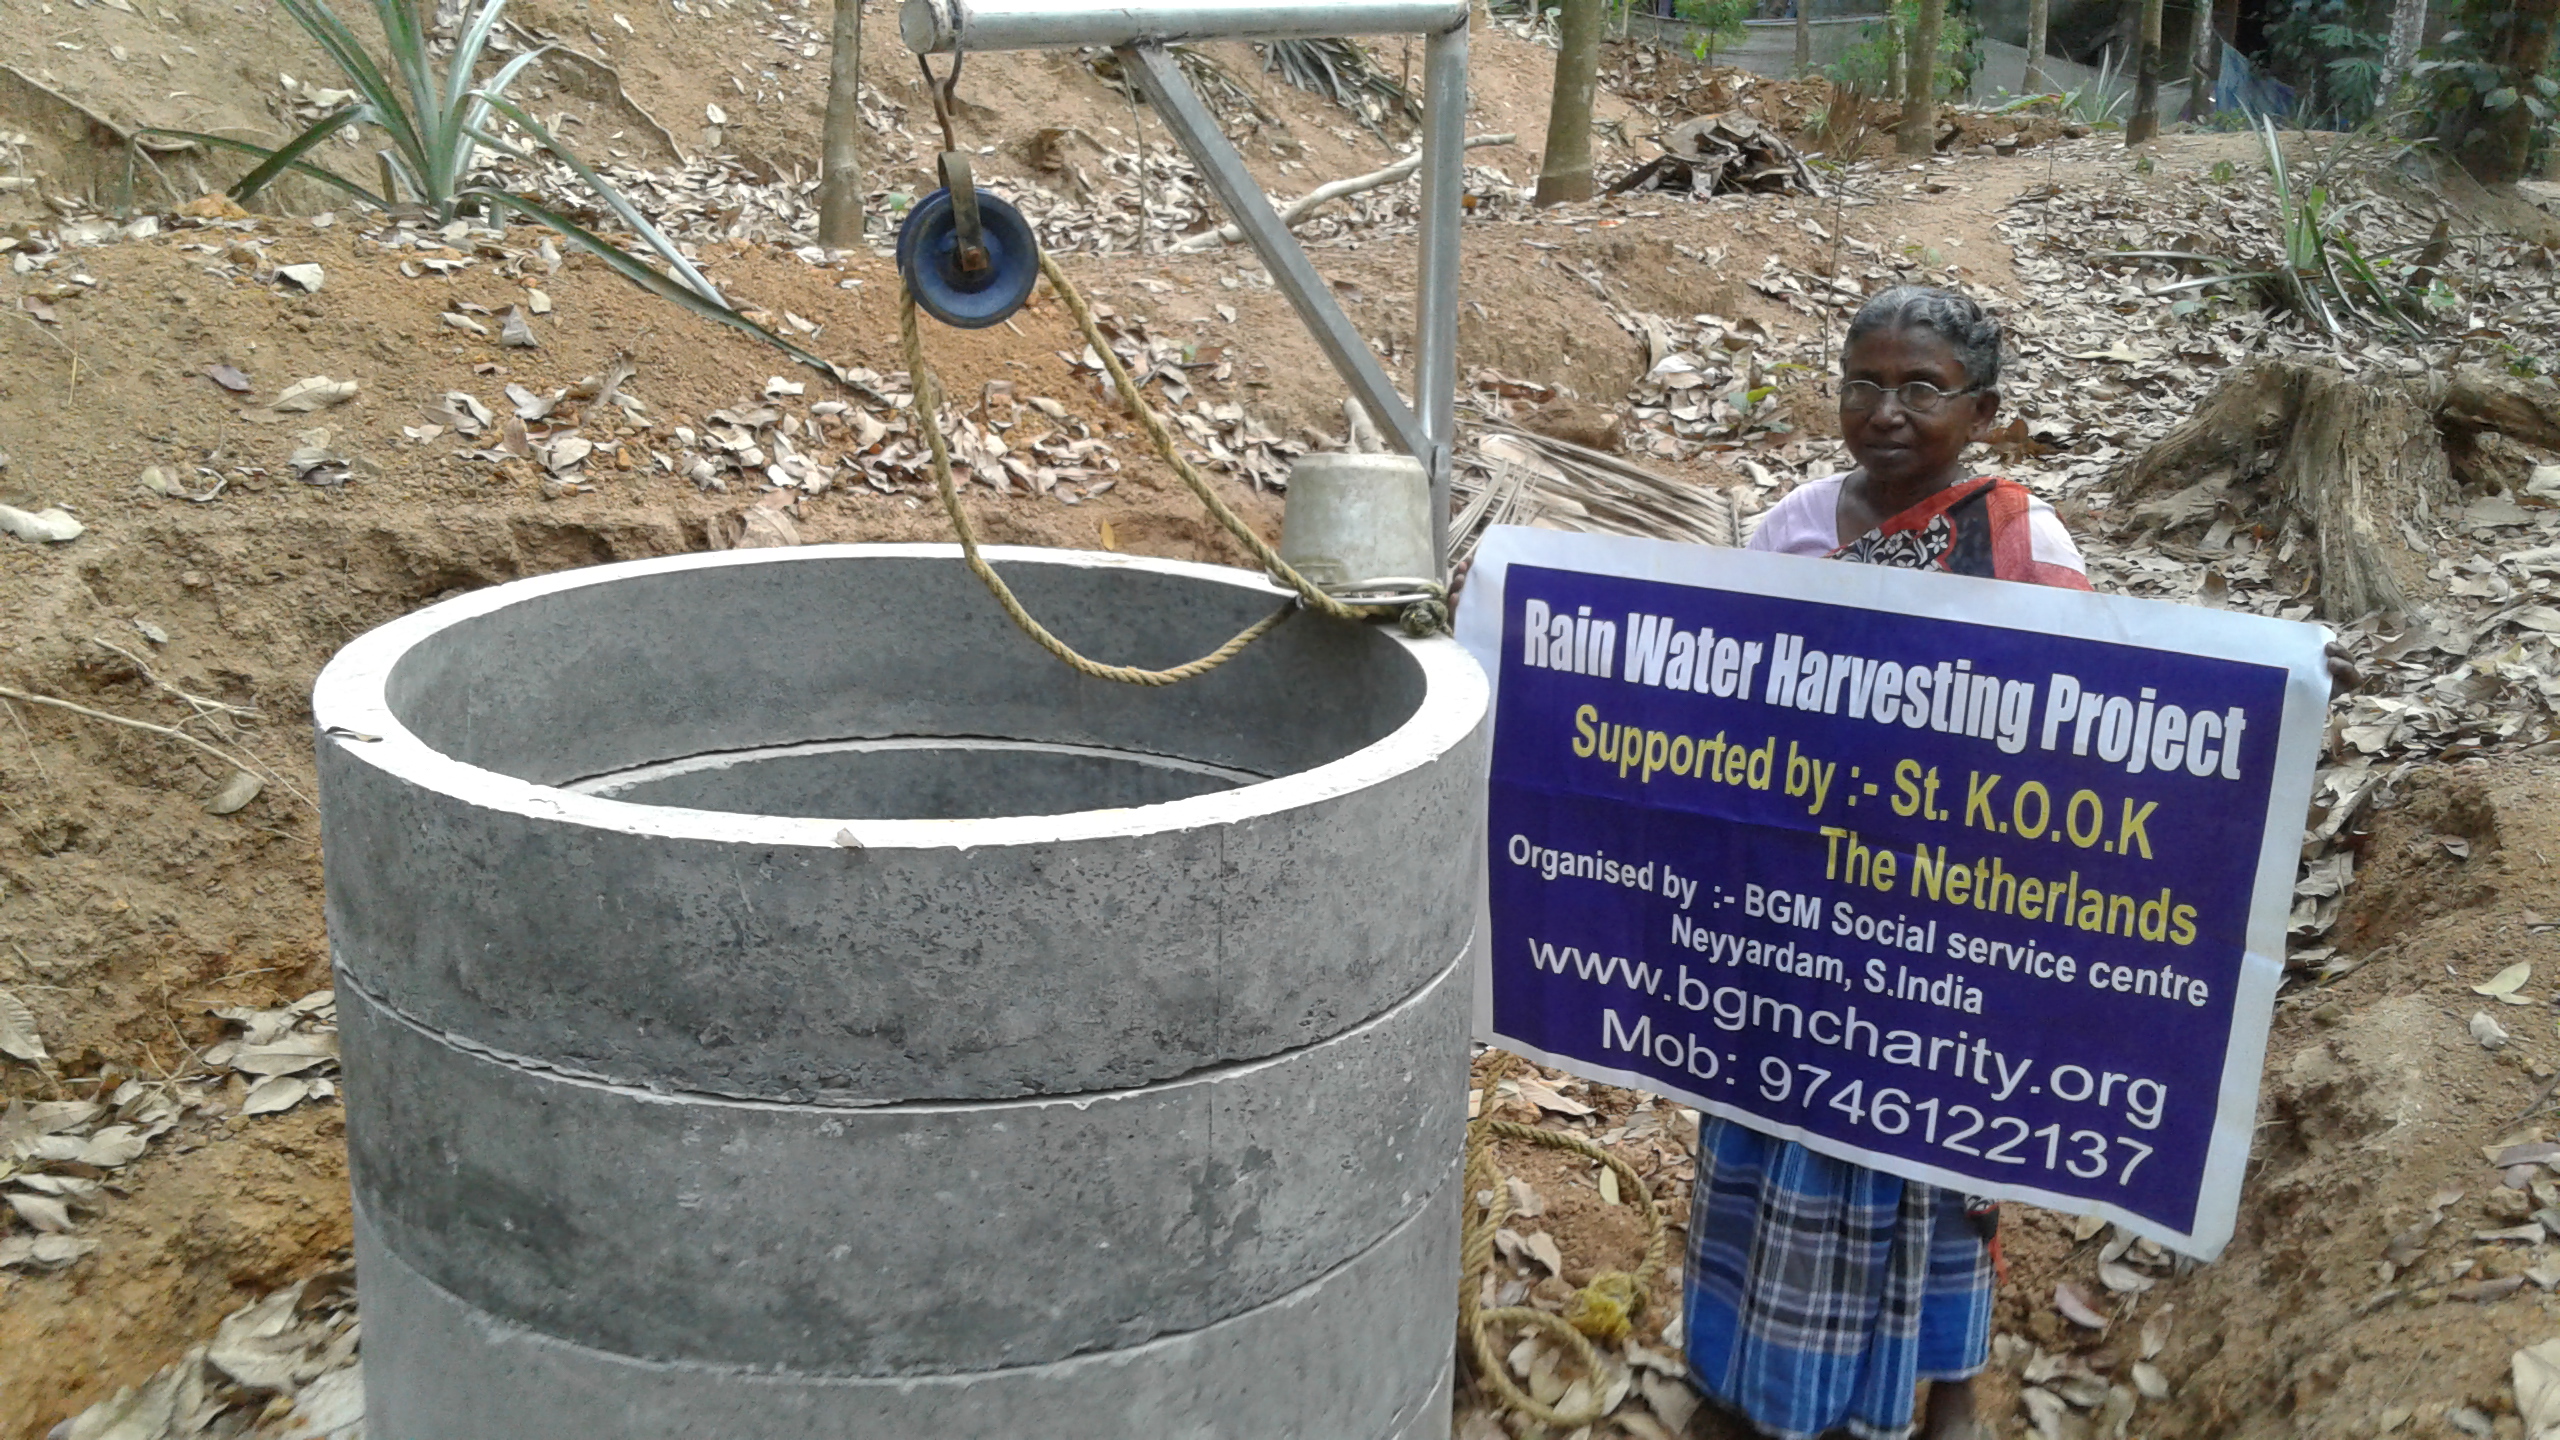 Rain Water Harvesting Project
Supported by :- St. K.O.O.K
The Netherlands
Organised by :- BGM Social service centre
Neyyardam, S.India
www.bgmcharity.org
Mob: 9746122137